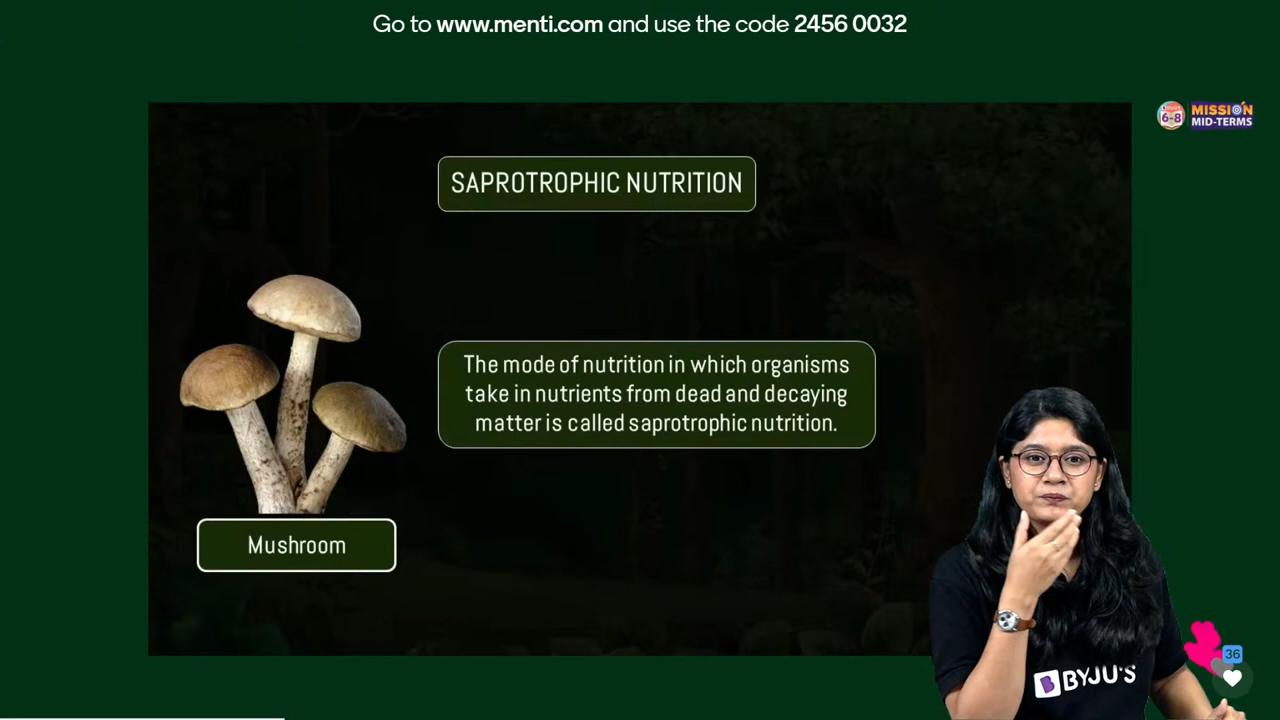 Go to www.menti.com and use the code 2456 0032
6-8
MISSION
MID-TERMS
SAPROTROPHIC NUTRITION
The mode of nutrition in which organisms
take in nutrients from dead and decaying
matter is called saprotrophic nutrition.
Mushroom
BYJU'S
36